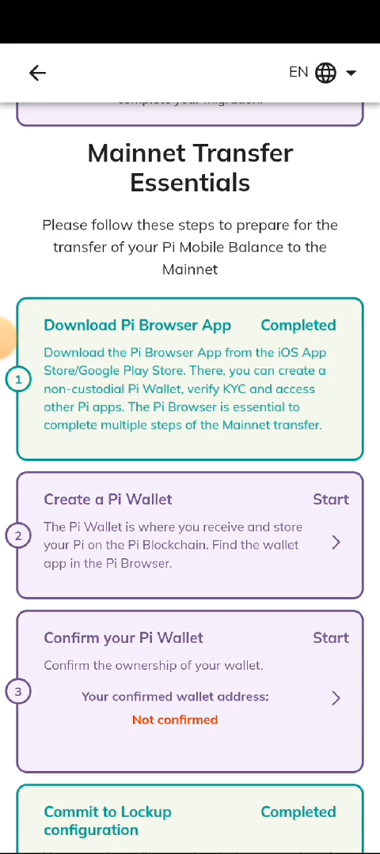 EN
complete your migration.
Mainnet Transfer
Essentials
Please follow these steps to prepare for the
transfer of your Pi Mobile Balance to the
Mainnet
Download Pi Browser App Completed
Download the Pi Browser App from the iOS App
Store/Google Play Store. There, you can create a
1
non-custodial Pi Wallet, verify KYC and access
other Pi apps. The Pi Browser is essential to
complete multiple steps of the Mainnet transfer.
Create a Pi Wallet Start
The Pi Wallet is where you receive and store
2
your Pi on the Pi Blockchain. Find the wallet
app in the Pi Browser.
Confirm your Pi Wallet Start
Confirm the ownership of your wallet.
3
Your confirmed wallet address:
Not confirmed
Commit to Lockup Completed
configuration